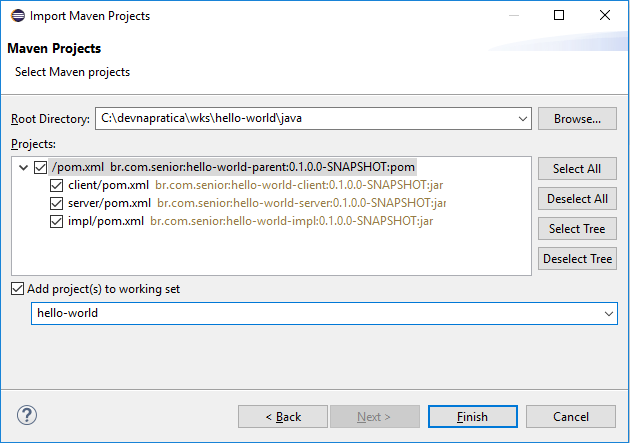 Import Maven Projects
Maven Projects
Select Maven projects
Root Directory: C:\devnapratica\wks\hello-world\java Browse...
Projects:
/pom.xml br.com.senior:hello-world-parent:0.1.0.0-SNAPSHOT:pom
client/pom.xml br.com.senior:hello-world-client:0.1.0.0-SNAPSHOT:jar
server/pom.xml br.com.senior:hello-world-server:0.1.0.0-SNAPSHOT:jar
impl/pom.xml br.com.senior:hello-world-impl:0.1.0.0-SNAPSHOT:jar
Select All
Deselect All
Select Tree
Deselect Tree
Add project(s) to working set
hello-world
? < Back Next > Finish Cancel